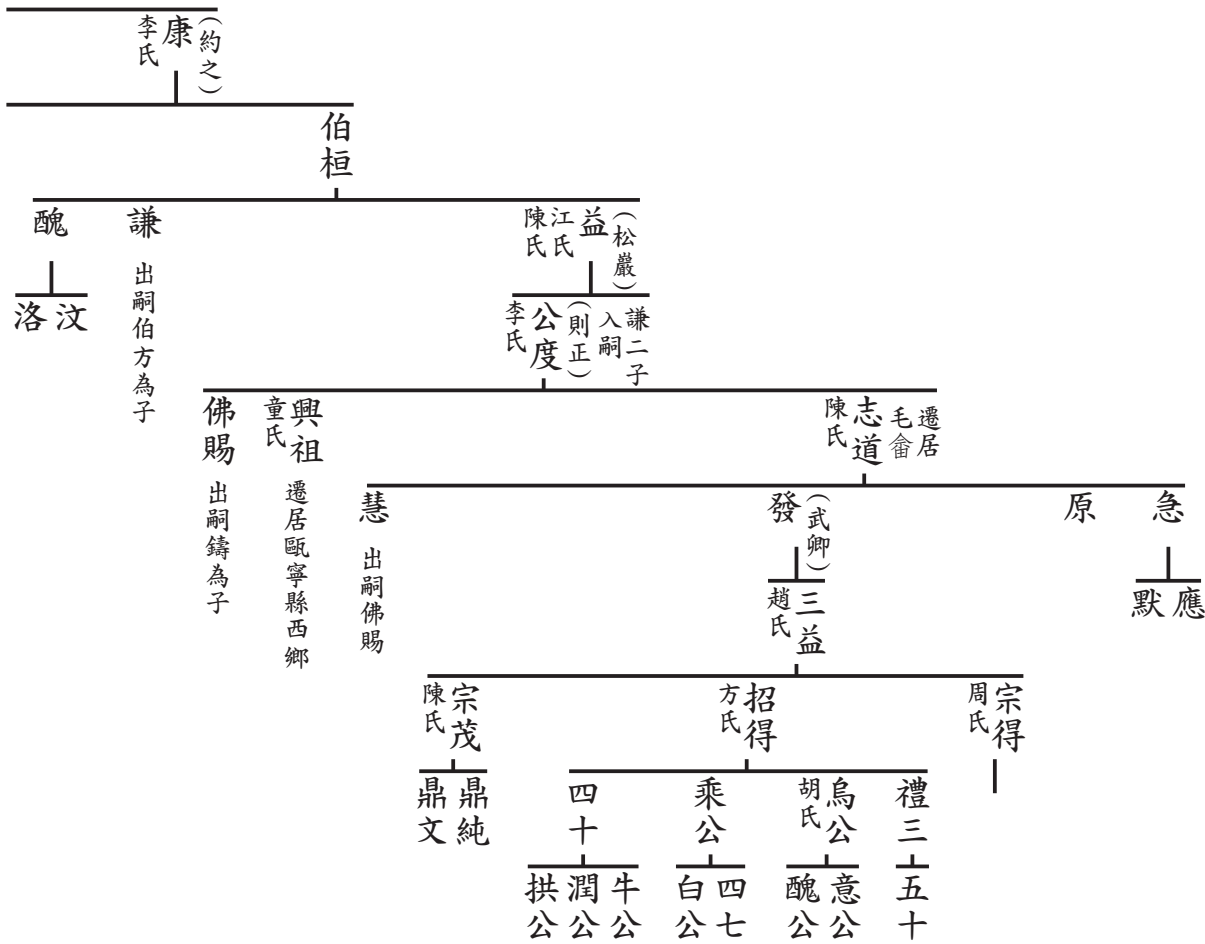 (約之)
康
李氏
伯桓
(松巖)
益
江氏
陳氏
謙
出嗣伯方為子
醜
謙二子
入嗣
(則正)
公度
李氏
汶
洛
遷居
毛畲
志道
陳氏
興祖
童氏
遷居甌寧縣西鄉
佛賜
出嗣鑄為子
急
原
(武卿)
發
慧
出嗣佛賜
應
默
三益
趙氏
宗得
周氏
招得
方氏
宗茂
陳氏
禮三
烏公
胡氏
乘公
四十
鼎純
鼎文
五十
意公
醜公
四七
白公
牛公
潤公
拱公